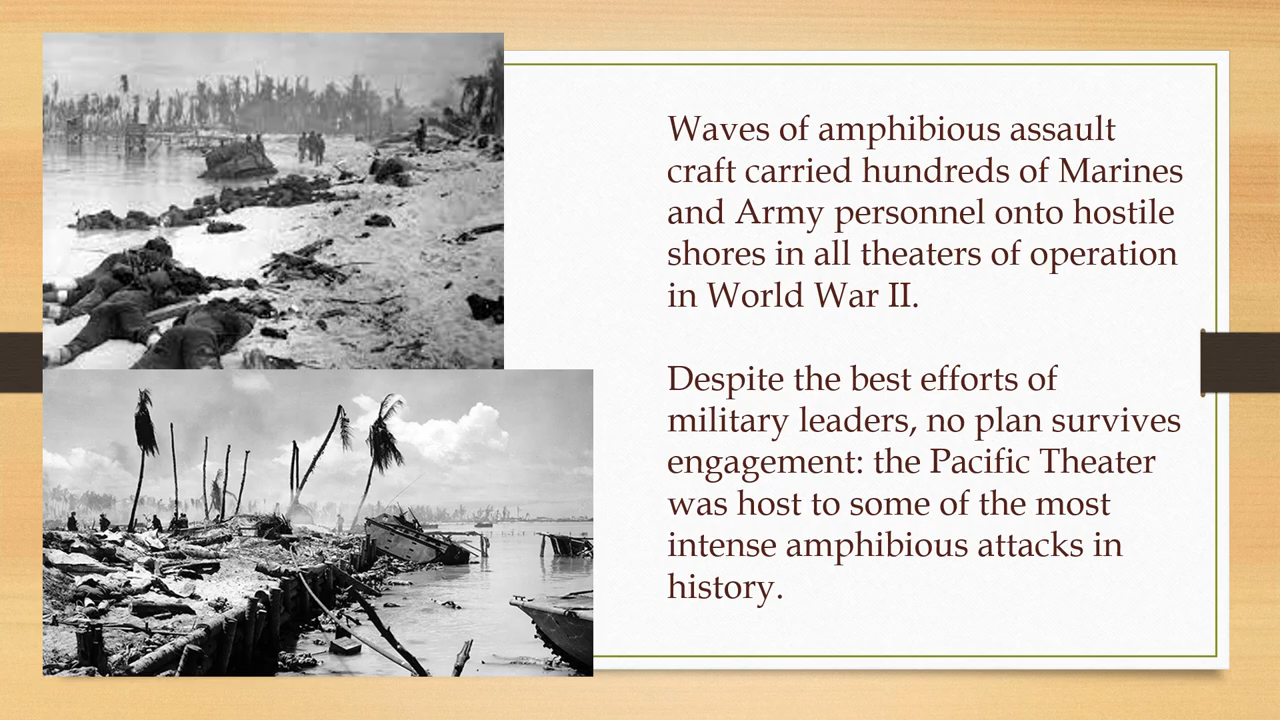 Waves of amphibious assault
craft carried hundreds of Marines
and Army personnel onto hostile
shores in all theaters of operation
in World War II.
Despite the best efforts of
military leaders, no plan survives
engagement: the Pacific Theater
was host to some of the most
intense amphibious attacks in
history.